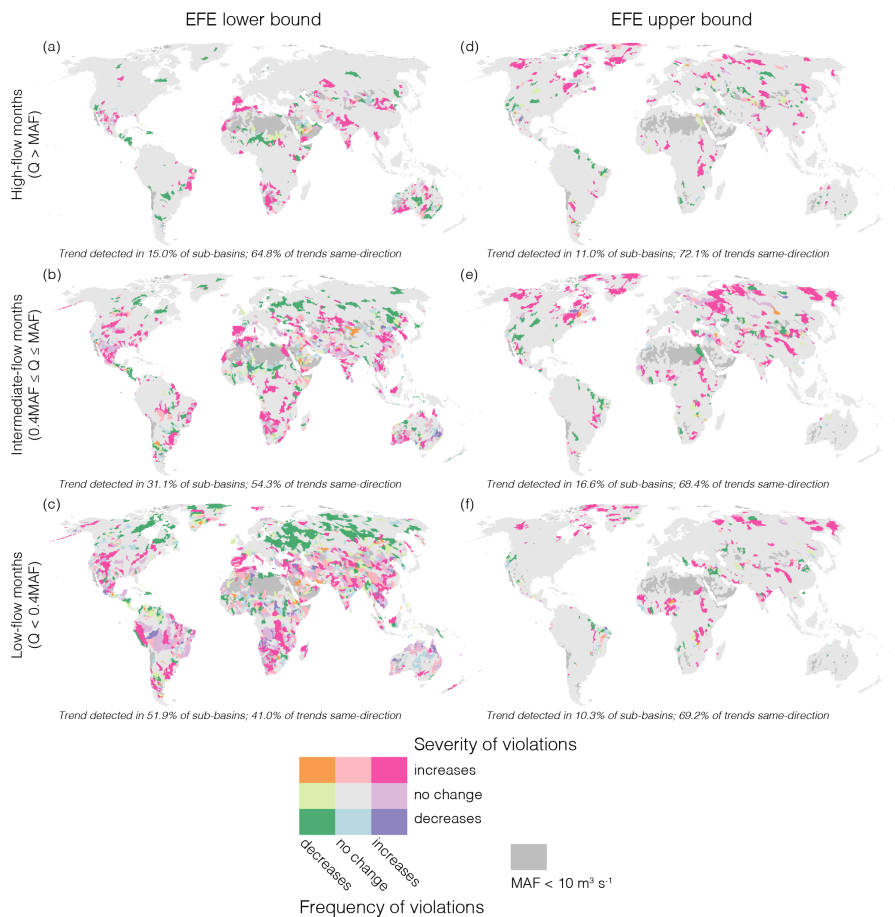 EFE lower bound
EFE upper bound
High-flow months
(Q > MAF)
(a)
(d)
Trend detected in 15.0% of sub-basins; 64.8% of trends same-direction
Trend detected in 11.0% of sub-basins; 72.1% of trends same-direction
Intermediate-flow months
(0.4MAF ≤ Q ≤ MAF)
(b)
(e)
Trend detected in 31.1% of sub-basins; 54.3% of trends same-direction
Trend detected in 16.6% of sub-basins; 68.4% of trends same-direction
Low-flow months
(Q < 0.4MAF)
(c)
(f)
Trend detected in 51.9% of sub-basins; 41.0% of trends same-direction
Trend detected in 10.3% of sub-basins; 69.2% of trends same-direction
Severity of violations
increases
no change
decreases
decreases
no change
increases
MAF < 10 m³ s⁻¹
Frequency of violations